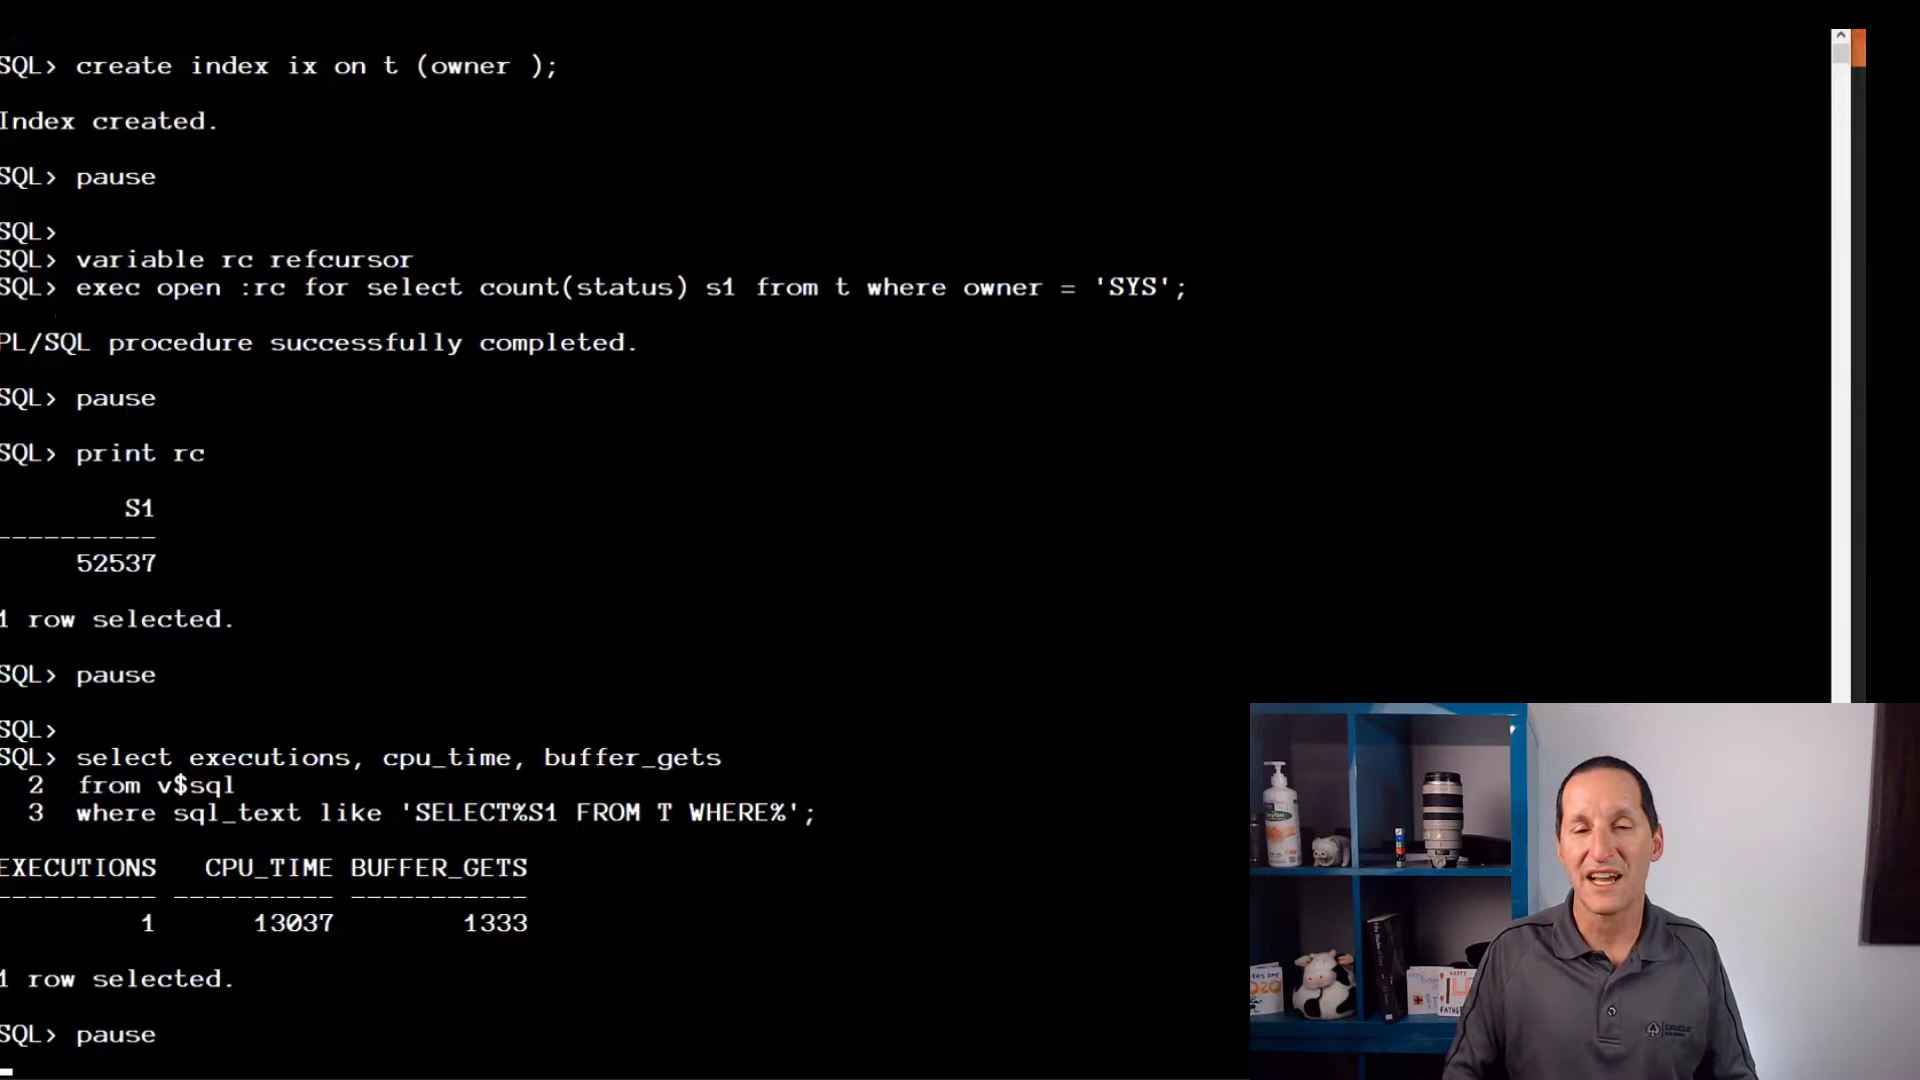 SQL> create index ix on t (owner );
Index created.
SQL> pause
SQL>
SQL> variable rc refcursor
SQL> exec open :rc for select count(status) s1 from t where owner = 'SYS';
PL/SQL procedure successfully completed.
SQL> pause
SQL> print rc
S1
----------
52537
1 row selected.
SQL> pause
SQL>
SQL> select executions, cpu_time, buffer_gets
2 from v$sql
3 where sql_text like 'SELECT%S1 FROM T WHERE%';
EXECUTIONS CPU_TIME BUFFER_GETS
---------- ---------- -----------
1 13037 1333
1 row selected.
SQL> pause